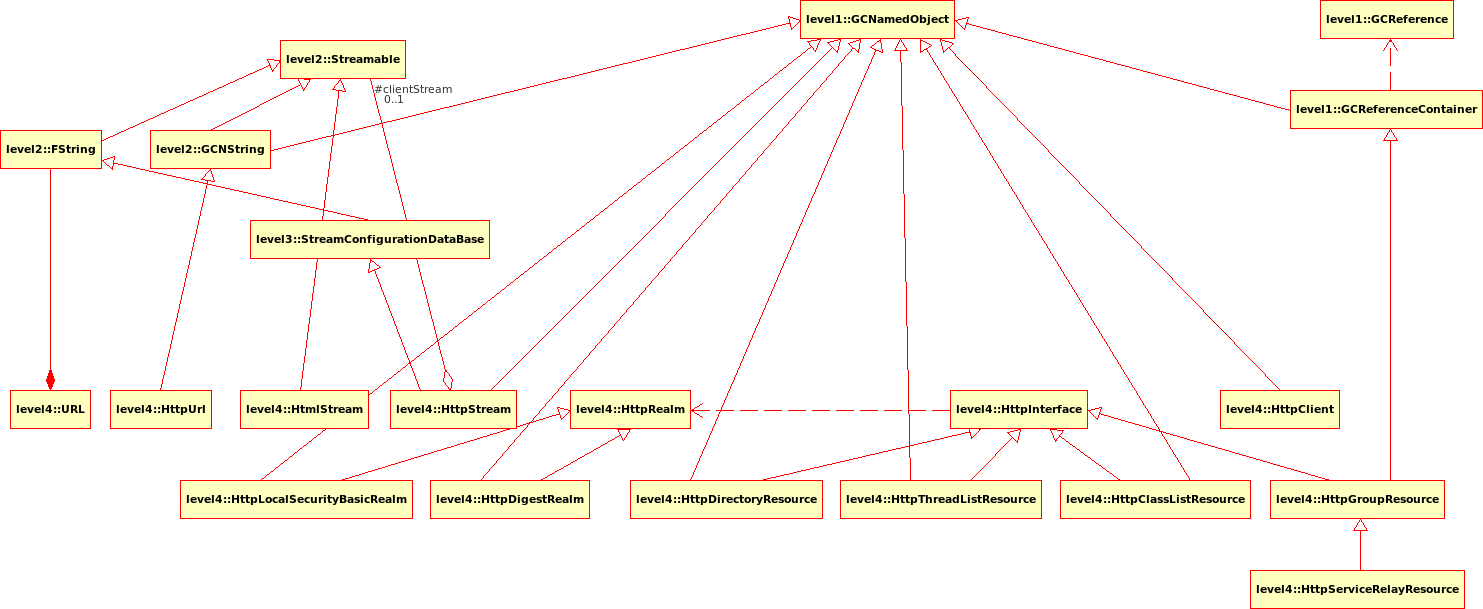 level1::GCNamedObject
level1::GCReference
level2::Streamable
#clientStream
0..1
level1::GCReferenceContainer
level2::FString
level2::GCNString
level3::StreamConfigurationDataBase
level4::URL
level4::HttpUrl
level4::HtmlStream
level4::HttpStream
level4::HttpRealm
level4::HttpInterface
level4::HttpClient
level4::HttpLocalSecurityBasicRealm
level4::HttpDigestRealm
level4::HttpDirectoryResource
level4::HttpThreadListResource
level4::HttpClassListResource
level4::HttpGroupResource
level4::HttpServiceRelayResource